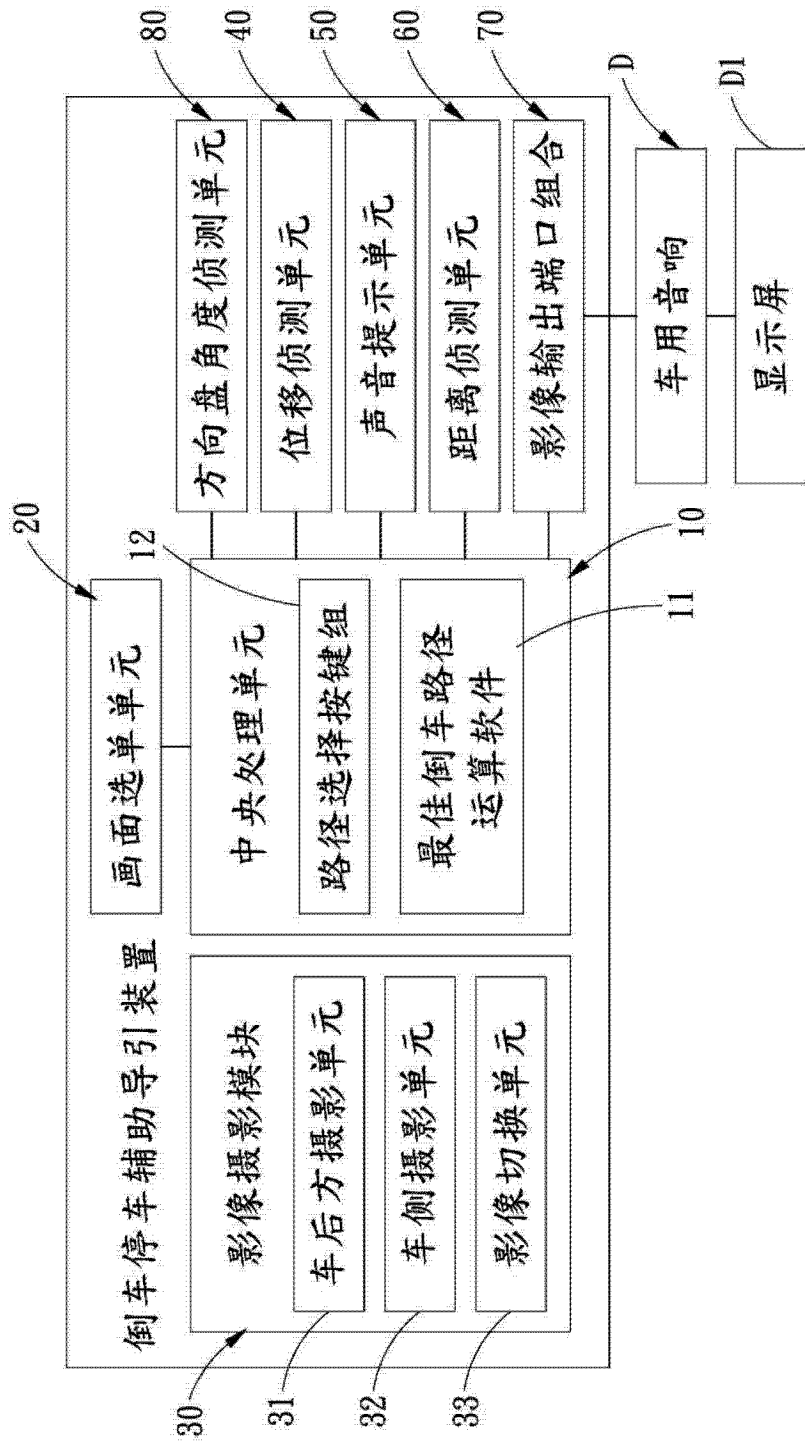 倒车停车辅助导引装置
影像摄影模块
30
车后方摄影单元
31
车侧摄影单元
32
影像切换单元
33
画面选单单元
20
中央处理单元
10
路径选择按键组
12
最佳倒车路径
运算软件
11
方向盘角度侦测单元
80
位移侦测单元
40
声音提示单元
50
距离侦测单元
60
影像输出端口组合
70
车用音响
D
显示屏
D1